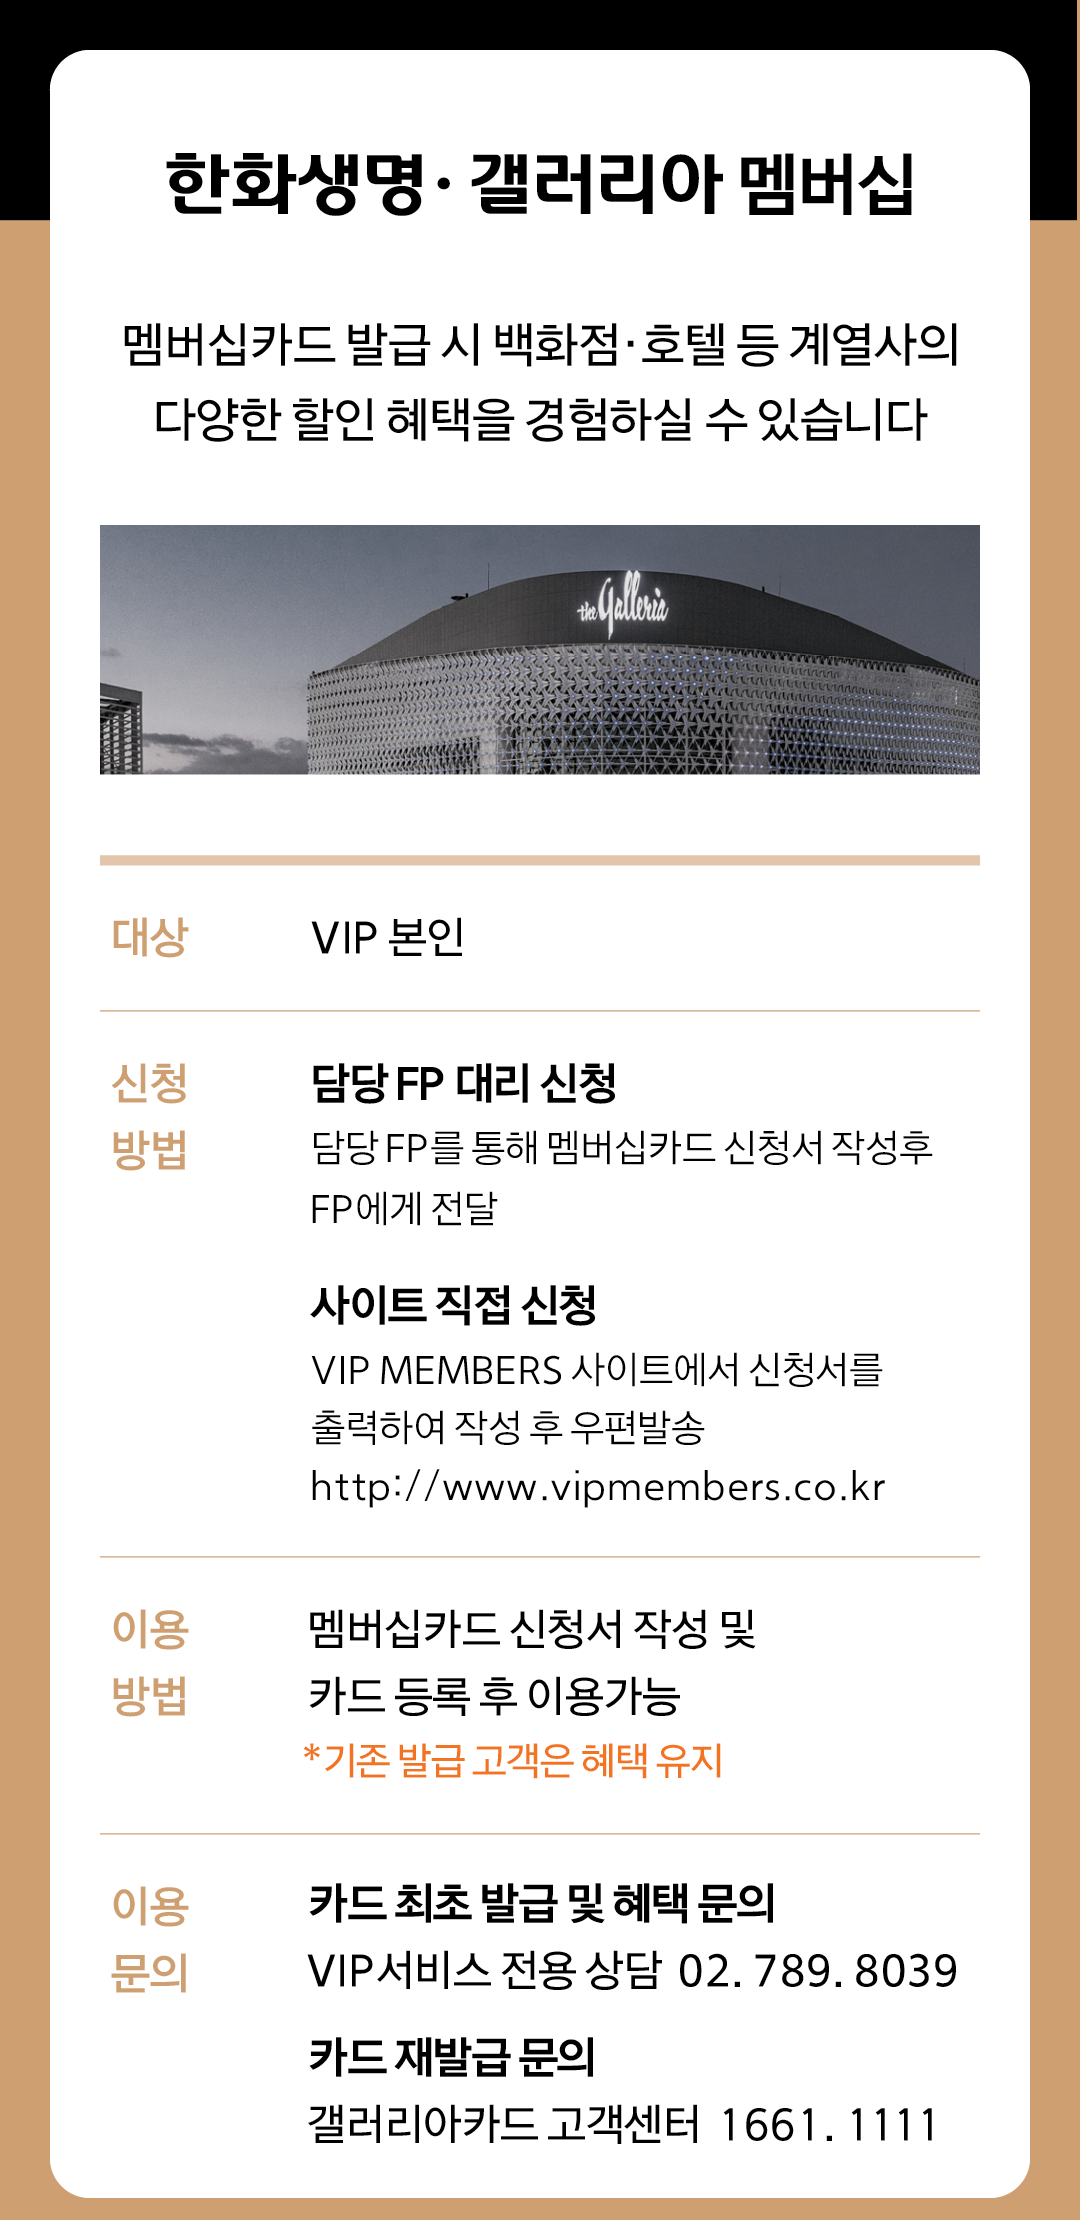 한화생명· 갤러리아 멤버십
멤버십카드 발급 시 백화점·호텔 등 계열사의
다양한 할인 혜택을 경험하실 수 있습니다
the Galleria
대상
VIP 본인
신청
방법
담당 FP 대리 신청
담당 FP를 통해 멤버십카드 신청서 작성후
FP에게 전달
사이트 직접 신청
VIP MEMBERS 사이트에서 신청서를
출력하여 작성 후 우편발송
http://www.vipmembers.co.kr
이용
방법
멤버십카드 신청서 작성 및
카드 등록 후 이용가능
*기존 발급 고객은 혜택 유지
이용
문의
카드 최초 발급 및 혜택 문의
VIP서비스 전용 상담 02. 789. 8039
카드 재발급 문의
갤러리아카드 고객센터 1661. 1111